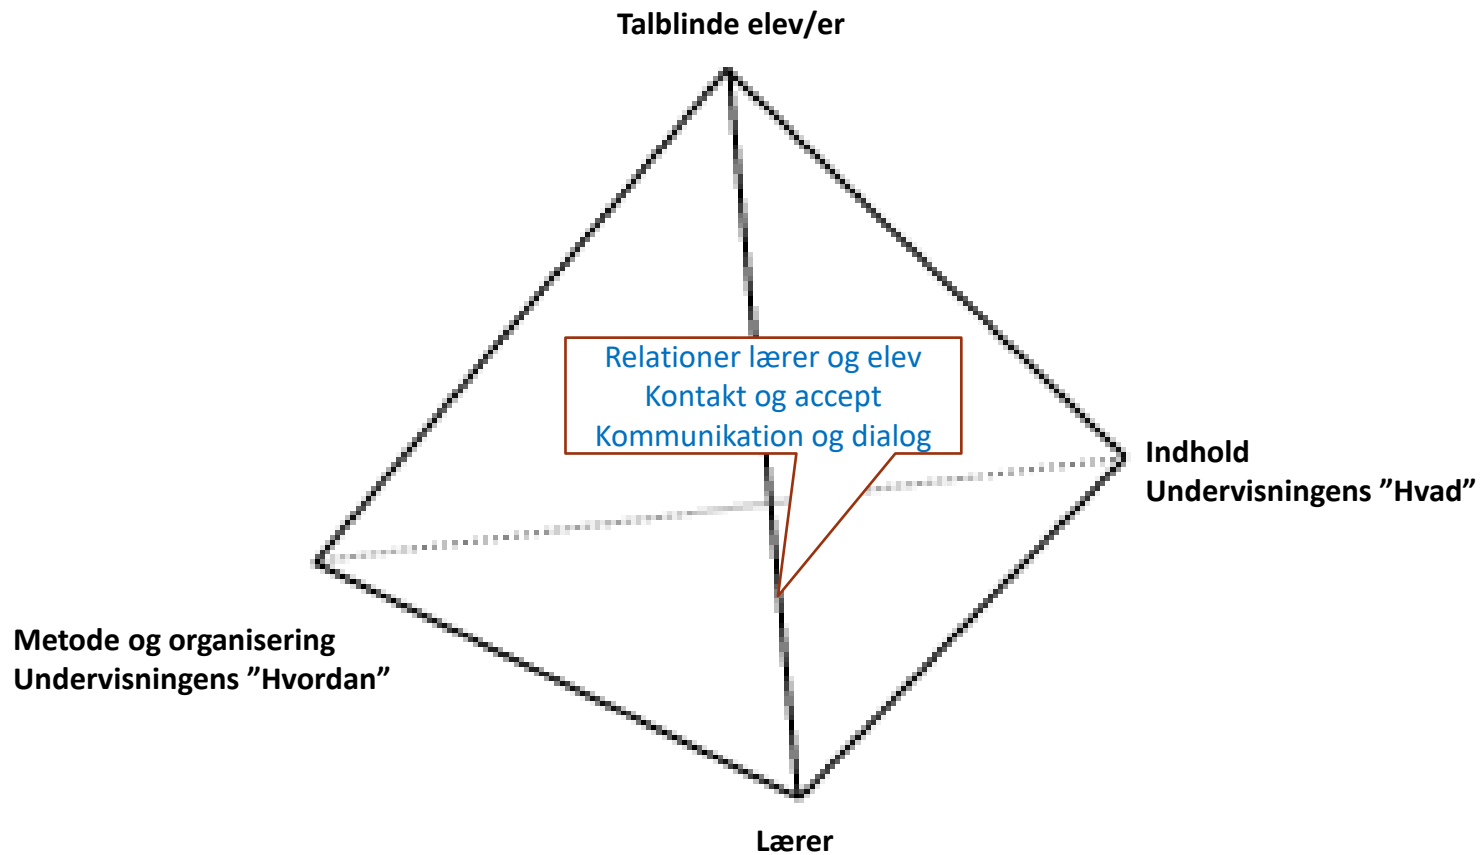 Talblinde elev/er
Relationer lærer og elev
Kontakt og accept
Kommunikation og dialog
Indhold
Undervisningens ”Hvad”
Metode og organisering
Undervisningens ”Hvordan”
Lærer